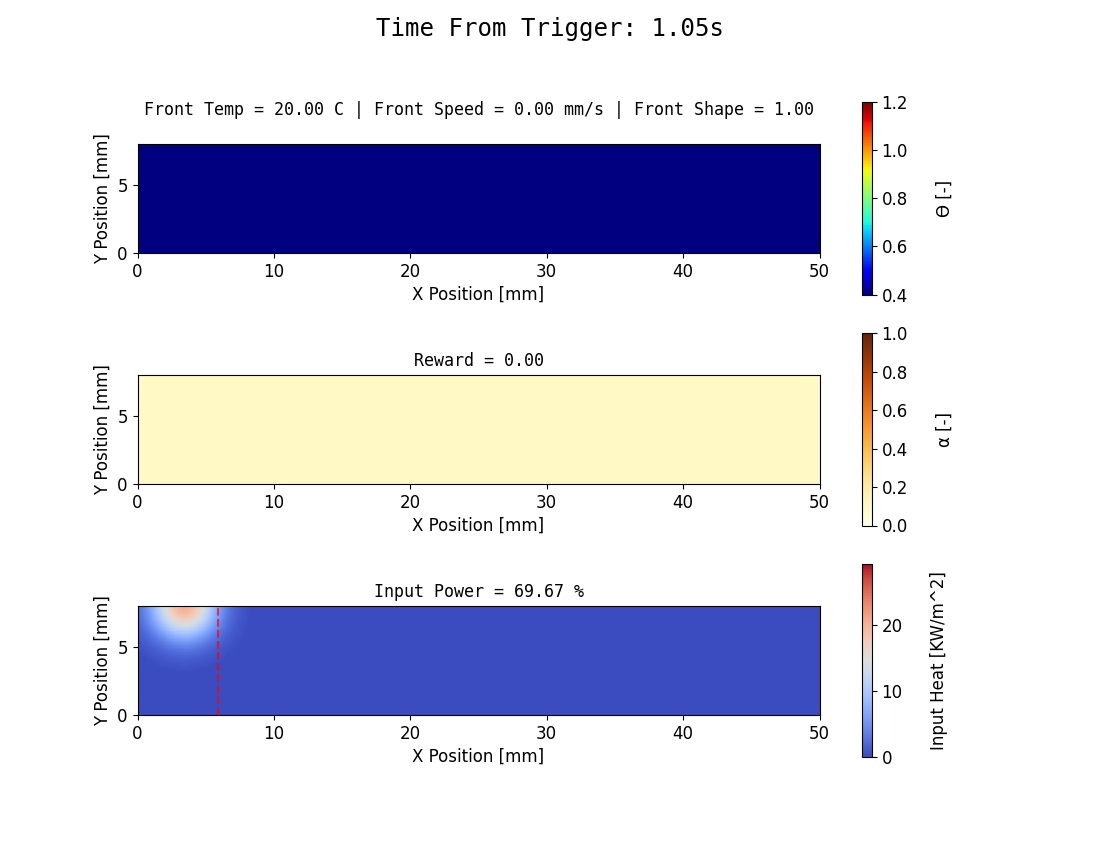 Time From Trigger: 1.05s
Front Temp = 20.00 C | Front Speed = 0.00 mm/s | Front Shape = 1.00
Y Position [mm]
5
0
0 10 20 30 40 50
X Position [mm]
1.2
1.0
0.8
0.6
0.4
Θ [-]
Reward = 0.00
Y Position [mm]
5
0
0 10 20 30 40 50
X Position [mm]
1.0
0.8
0.6
0.4
0.2
0.0
α [-]
Input Power = 69.67 %
Y Position [mm]
5
0
0 10 20 30 40 50
X Position [mm]
20
10
0
Input Heat [KW/m^2]